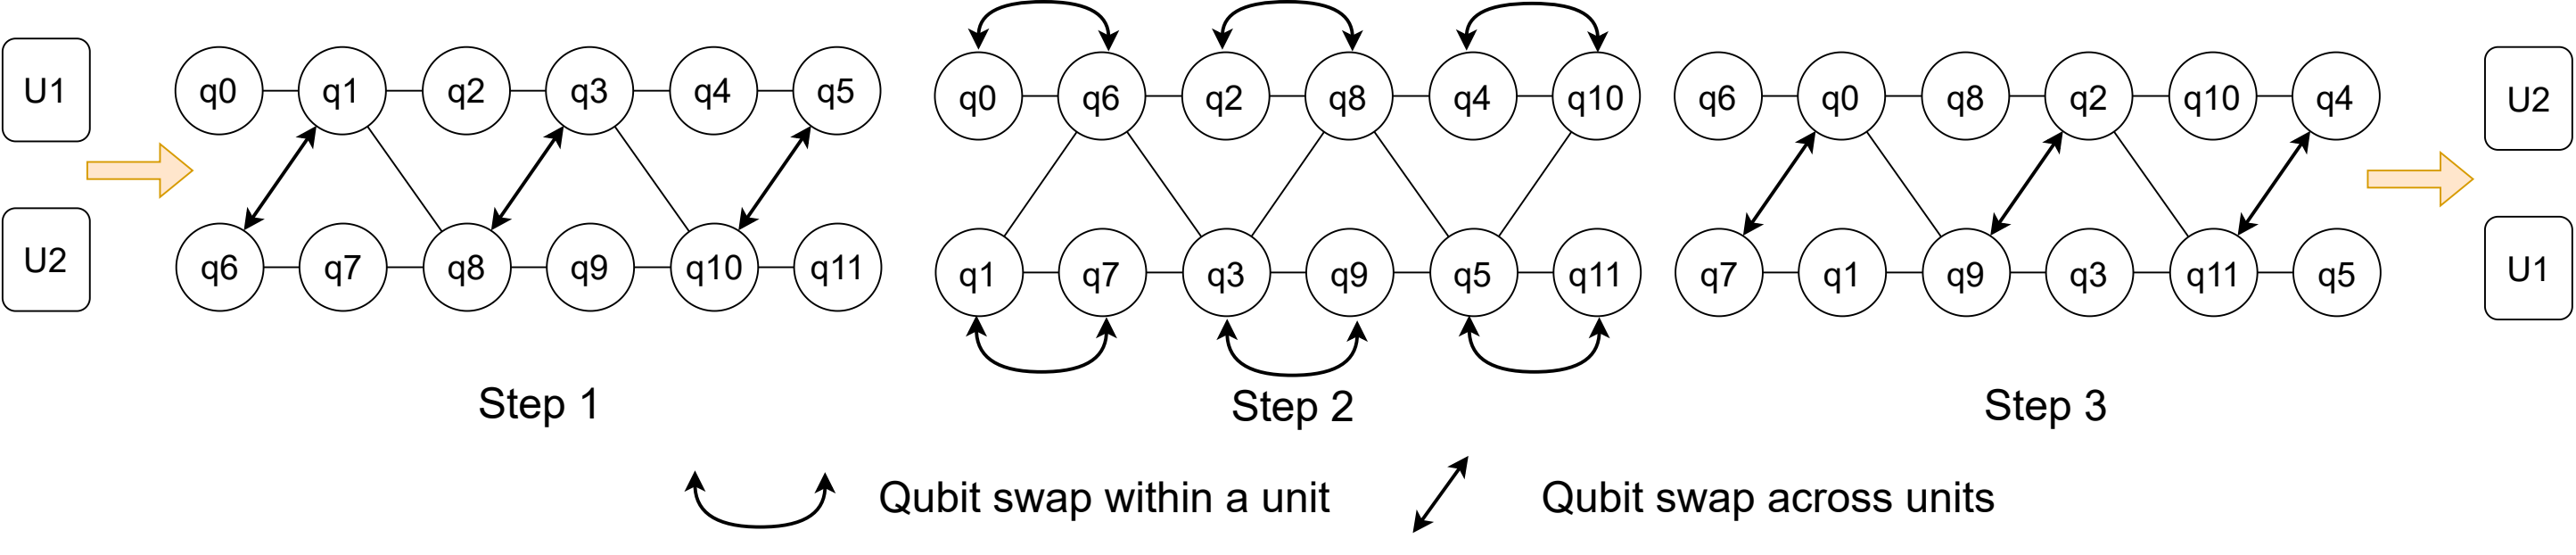 U1
q0 q1 q2 q3 q4 q5
U2
q6 q7 q8 q9 q10 q11
Step 1
q0 q6 q2 q8 q4 q10
q1 q7 q3 q9 q5 q11
Step 2
q6 q0 q8 q2 q10 q4
q7 q1 q9 q3 q11 q5
Step 3
U2
U1
Qubit swap within a unit
Qubit swap across units